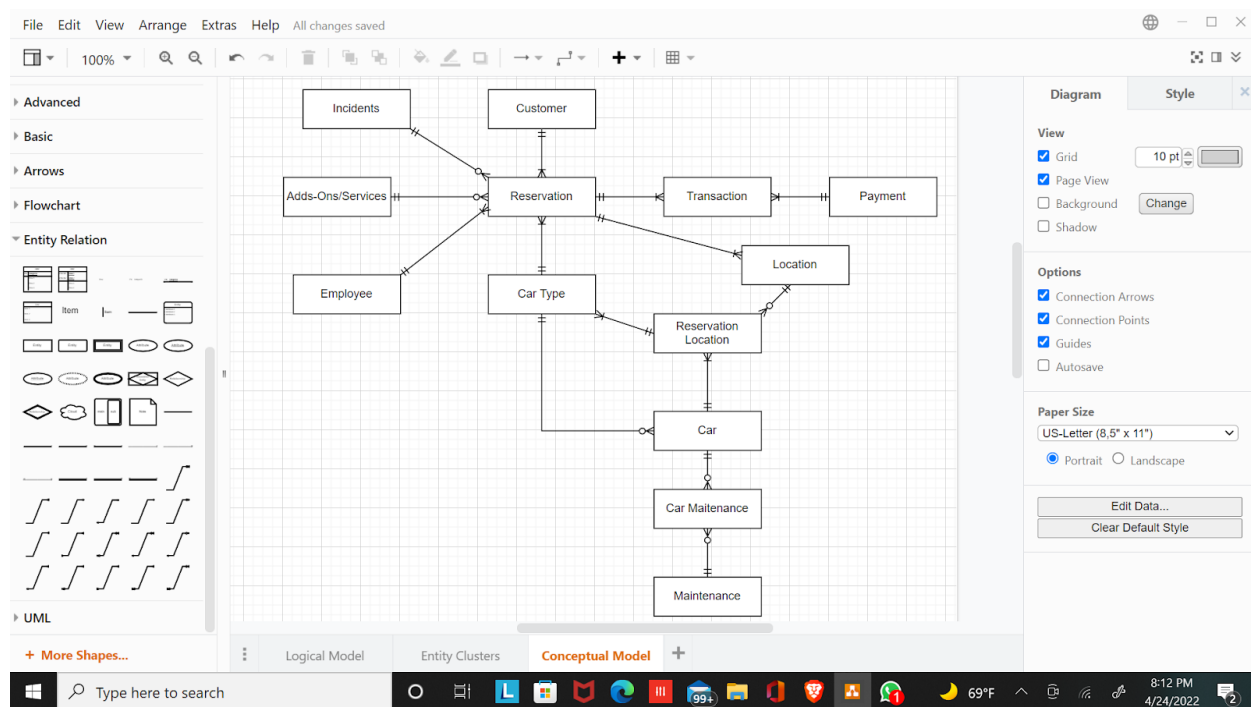 File Edit View Arrange Extras Help All changes saved
100%
Advanced
Basic
Arrows
Flowchart
Entity Relation
Item
UML
+ More Shapes...
Incidents
Customer
Adds-Ons/Services
Reservation
Transaction
Payment
Location
Employee
Car Type
Reservation
Location
Car
Car Maitenance
Maintenance
Logical Model
Entity Clusters
Conceptual Model
Diagram
Style
View
Grid
10 pt
Page View
Background
Change
Shadow
Options
Connection Arrows
Connection Points
Guides
Autosave
Paper Size
US-Letter (8,5" x 11")
Portrait
Landscape
Edit Data...
Clear Default Style
Type here to search
L
99+
1
69°F
8:12 PM
4/24/2022
2